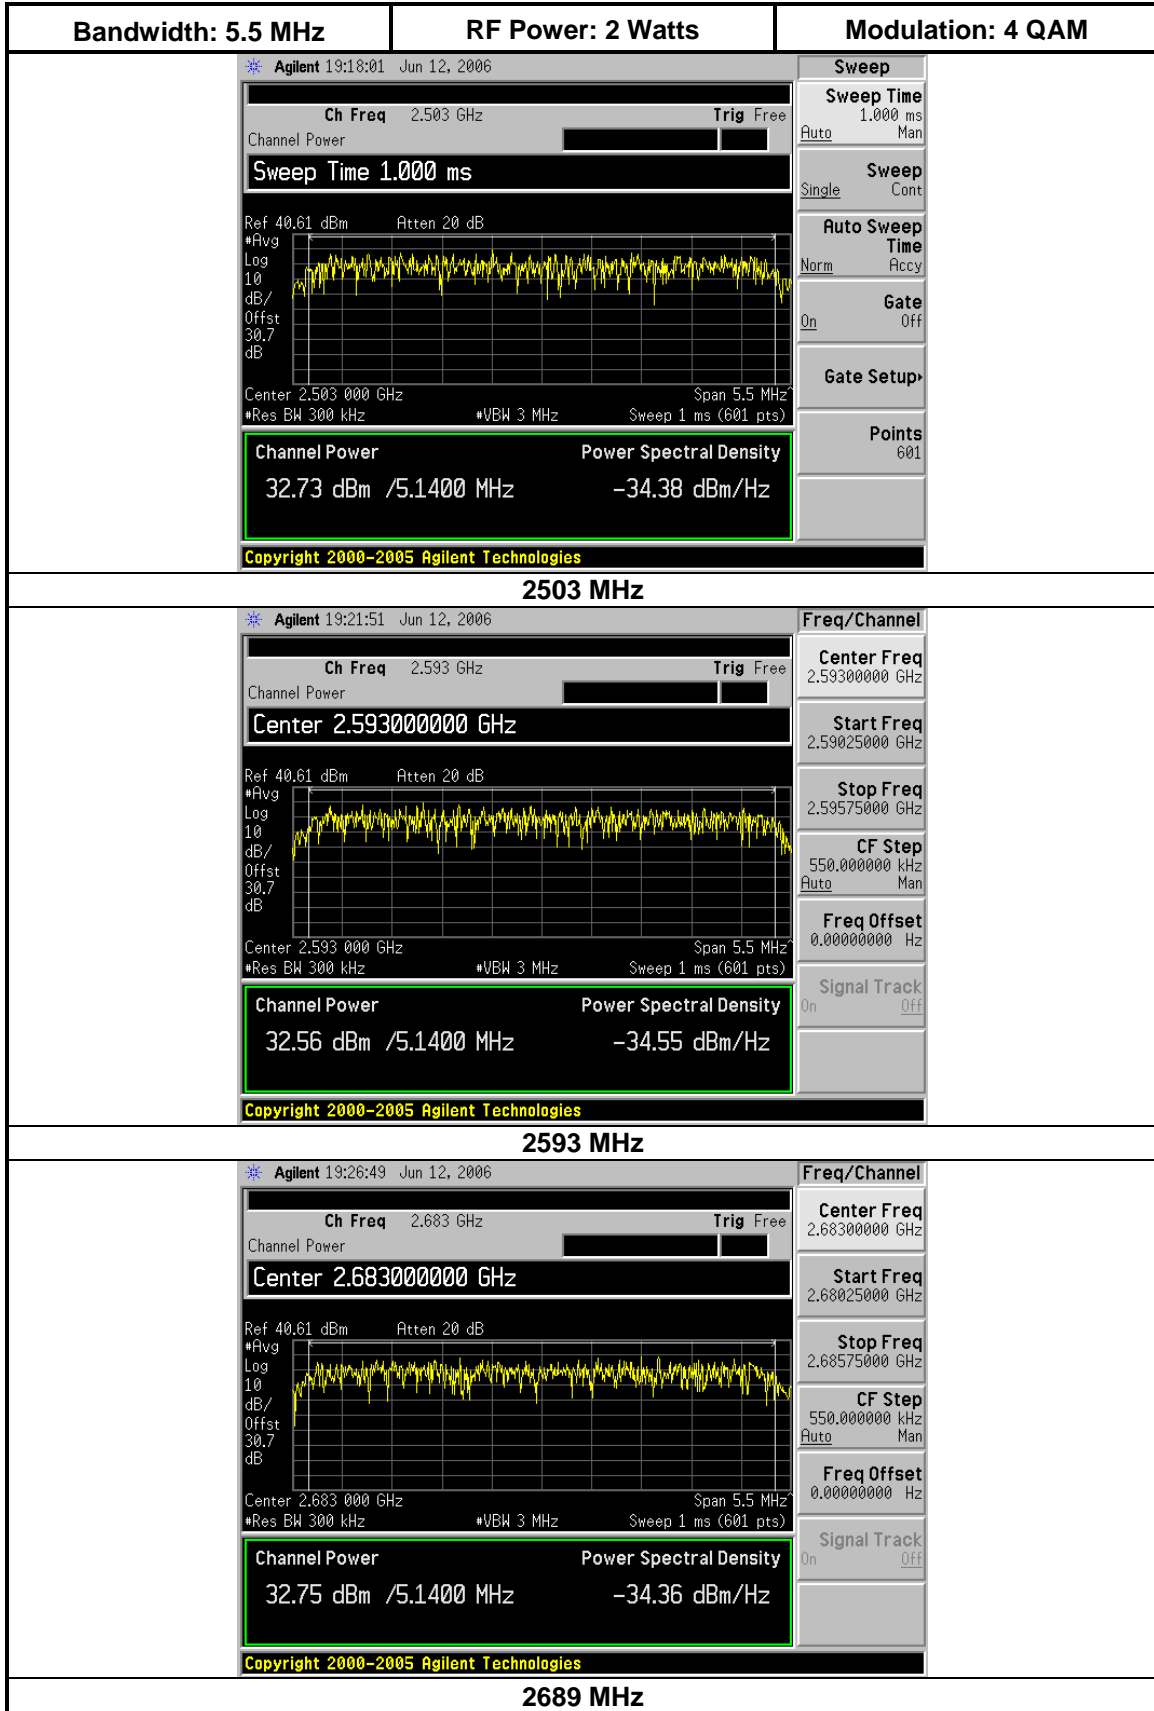 Bandwidth: 5.5 MHz RF Power: 2 Watts Modulation: 4 QAM
Agilent 19:18:01 Jun 12, 2006 Sweep
Ch Freq 2.503 GHz Trig Free
Channel Power
Sweep Time 1.000 ms
Ref 40.61 dBm Atten 20 dB
#Avg
Log
10
dB/
Offst
30.7
dB
Center 2.503 000 GHz Span 5.5 MHz^
#Res BW 300 kHz #VBW 3 MHz Sweep 1 ms (601 pts)
Channel Power Power Spectral Density
32.73 dBm /5.1400 MHz -34.38 dBm/Hz
Copyright 2000-2005 Agilent Technologies
Sweep Time
1.000 ms
Auto Man
Sweep
Single Cont
Auto Sweep
Time
Norm Accy
Gate
On Off
Gate Setup▸
Points
601
2503 MHz
Agilent 19:21:51 Jun 12, 2006 Freq/Channel
Ch Freq 2.593 GHz Trig Free
Channel Power
Center 2.593000000 GHz
Ref 40.61 dBm Atten 20 dB
#Avg
Log
10
dB/
Offst
30.7
dB
Center 2.593 000 GHz Span 5.5 MHz^
#Res BW 300 kHz #VBW 3 MHz Sweep 1 ms (601 pts)
Channel Power Power Spectral Density
32.56 dBm /5.1400 MHz -34.55 dBm/Hz
Copyright 2000-2005 Agilent Technologies
Center Freq
2.59300000 GHz
Start Freq
2.59025000 GHz
Stop Freq
2.59575000 GHz
CF Step
550.000000 kHz
Auto Man
Freq Offset
0.00000000 Hz
Signal Track
On Off
2593 MHz
Agilent 19:26:49 Jun 12, 2006 Freq/Channel
Ch Freq 2.683 GHz Trig Free
Channel Power
Center 2.683000000 GHz
Ref 40.61 dBm Atten 20 dB
#Avg
Log
10
dB/
Offst
30.7
dB
Center 2.683 000 GHz Span 5.5 MHz^
#Res BW 300 kHz #VBW 3 MHz Sweep 1 ms (601 pts)
Channel Power Power Spectral Density
32.75 dBm /5.1400 MHz -34.36 dBm/Hz
Copyright 2000-2005 Agilent Technologies
Center Freq
2.68300000 GHz
Start Freq
2.68025000 GHz
Stop Freq
2.68575000 GHz
CF Step
550.000000 kHz
Auto Man
Freq Offset
0.00000000 Hz
Signal Track
On Off
2689 MHz